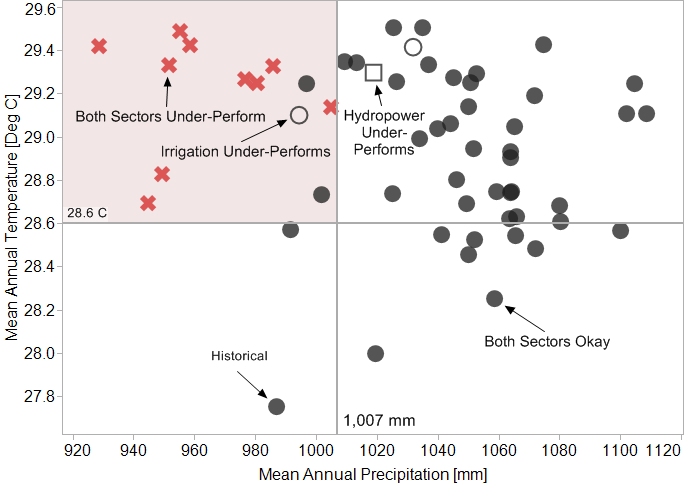 29.6
29.4
29.2
29.0
28.8
28.6
28.4
28.2
28.0
27.8
Mean Annual Temperature [Deg C]
Both Sectors Under-Perform
Irrigation Under-Performs
Hydropower
Under-
Performs
28.6 C
Both Sectors Okay
Historical
1,007 mm
920 940 960 980 1000 1020 1040 1060 1080 1100 1120
Mean Annual Precipitation [mm]